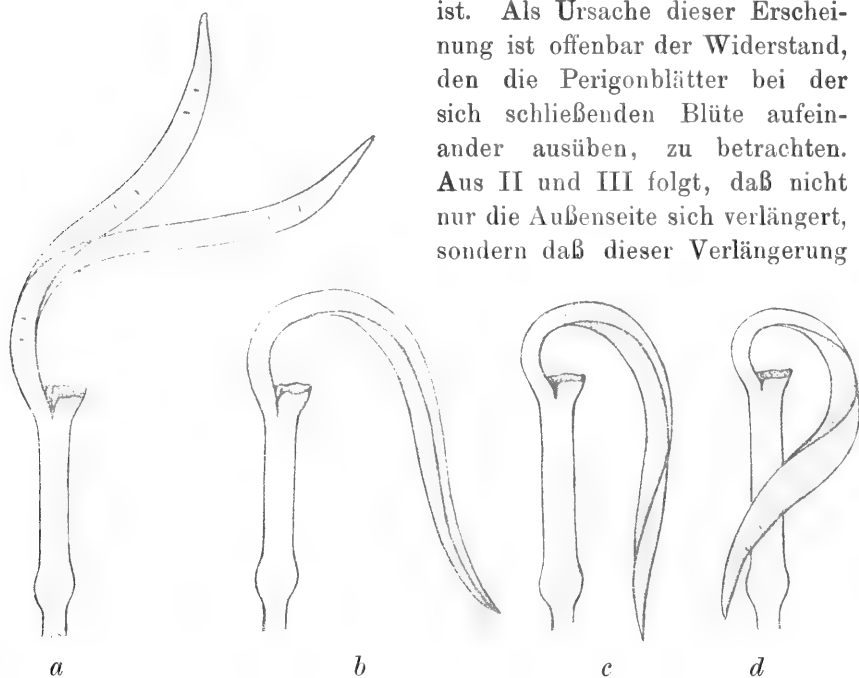 ist. Als Ursache dieser Erschei-
nung ist offenbar der Widerstand,
den die Perigonblätter bei der
sich schließenden Blüte aufein-
ander ausüben, zu betrachten.
Aus II und III folgt, daß nicht
nur die Außenseite sich verlängert,
sondern daß dieser Verlängerung
a b c d